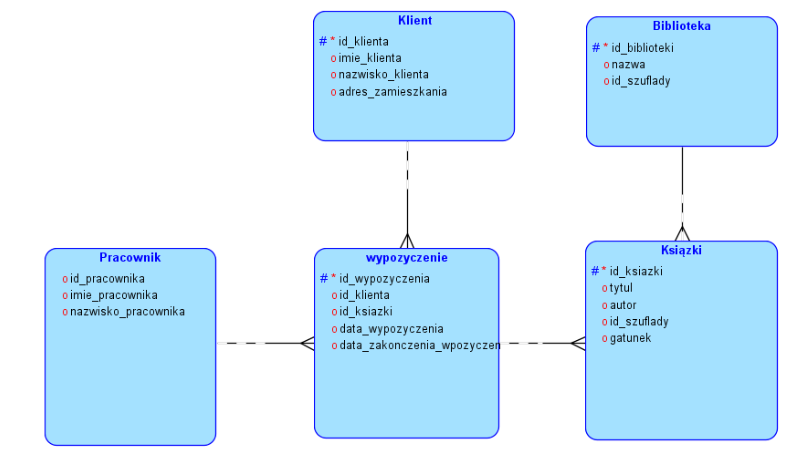 Klient
# * id_klienta
o imie_klienta
o nazwisko_klienta
o adres_zamieszkania
Biblioteka
# * id_biblioteki
o nazwa
o id_szuflady
Pracownik
o id_pracownika
o imie_pracownika
o nazwisko_pracownika
wypozyczenie
# * id_wypozyczenia
o id_klienta
o id_ksiazki
o data_wypozyczenia
o data_zakonczenia_wpozyczen
Ksiązki
# * id_ksiazki
o tytul
o autor
o id_szuflady
o gatunek